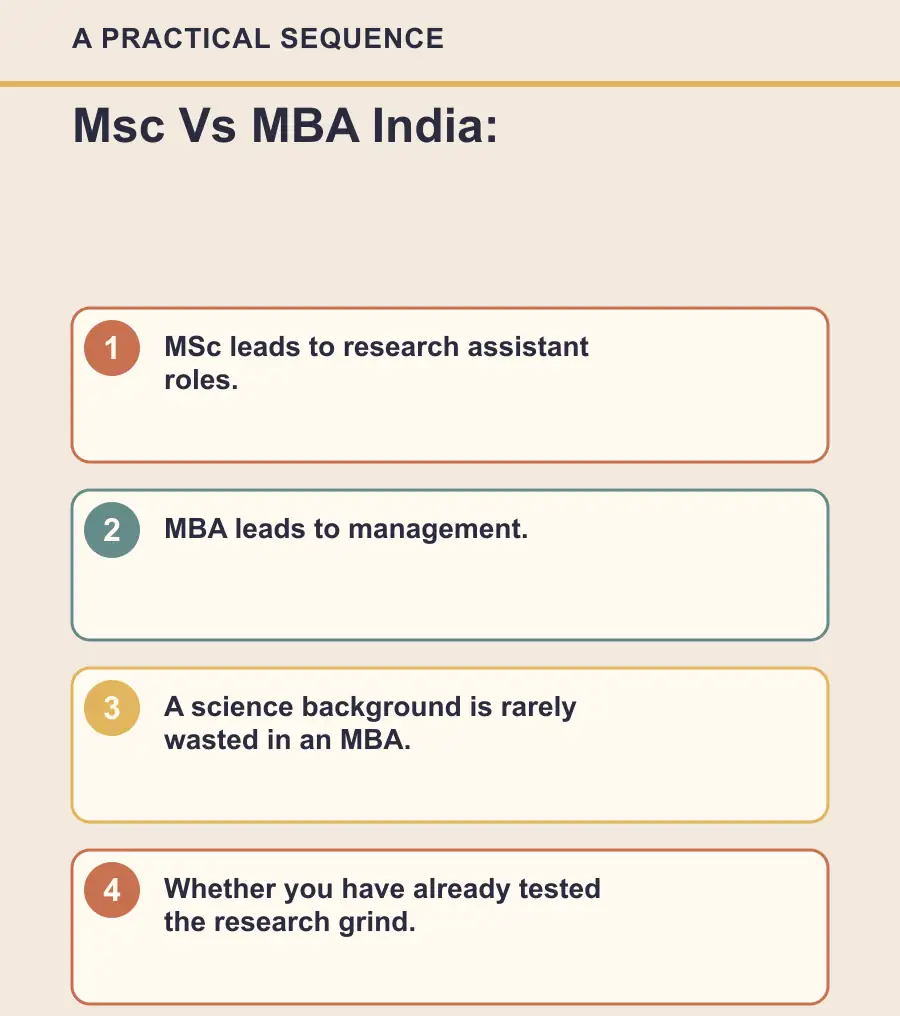 A PRACTICAL SEQUENCE
Msc Vs MBA India:
1
MSc leads to research assistant
roles.
2
MBA leads to management.
3
A science background is rarely
wasted in an MBA.
4
Whether you have already tested
the research grind.